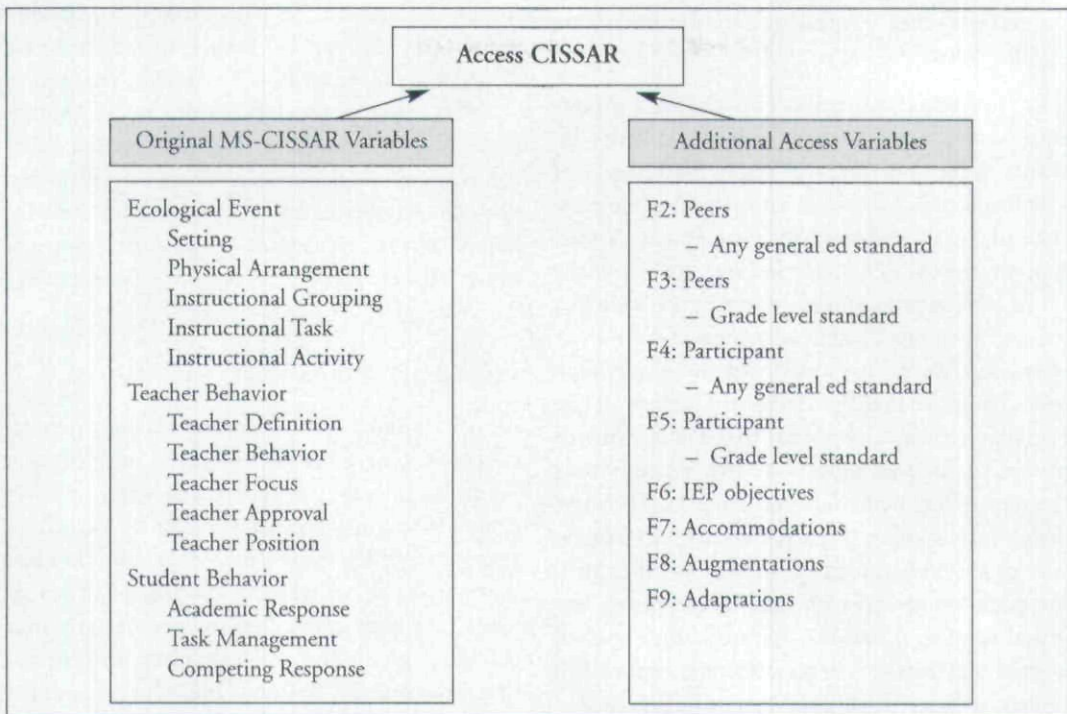 Access CISSAR
Original MS-CISSAR Variables
Ecological Event
Setting
Physical Arrangement
Instructional Grouping
Instructional Task
Instructional Activity
Teacher Behavior
Teacher Definition
Teacher Behavior
Teacher Focus
Teacher Approval
Teacher Position
Student Behavior
Academic Response
Task Management
Competing Response
Additional Access Variables
F2: Peers
– Any general ed standard
F3: Peers
– Grade level standard
F4: Participant
– Any general ed standard
F5: Participant
– Grade level standard
F6: IEP objectives
F7: Accommodations
F8: Augmentations
F9: Adaptations